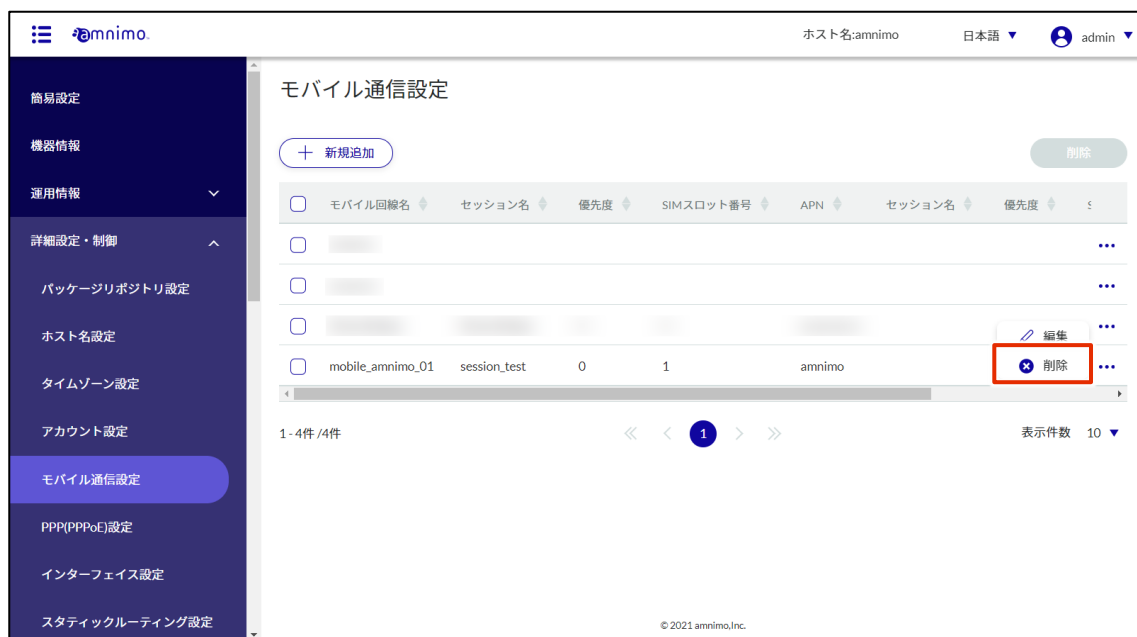 amnimo
ホスト名:amnimo
日本語 ▼
admin ▼
簡易設定
機器情報
運用情報
詳細設定・制御
パッケージリポジトリ設定
ホスト名設定
タイムゾーン設定
アカウント設定
モバイル通信設定
PPP(PPPoE)設定
インターフェイス設定
スタティックルーティング設定
モバイル通信設定
+ 新規追加
削除
モバイル回線名 セッション名 優先度 SIMスロット番号 APN セッション名 優先度
編集
mobile_amnimo_01 session_test 0 1 amnimo
削除
1 - 4件 /4件
1
表示件数 10 ▼
© 2021 amnimo,Inc.